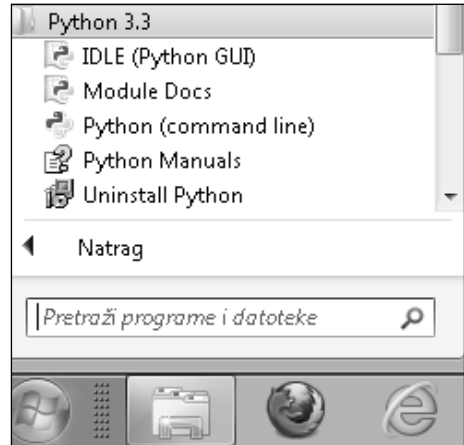 Python 3.3
IDLE (Python GUI)
Module Docs
Python (command line)
Python Manuals
Uninstall Python
Natrag
Pretraži programe i datoteke